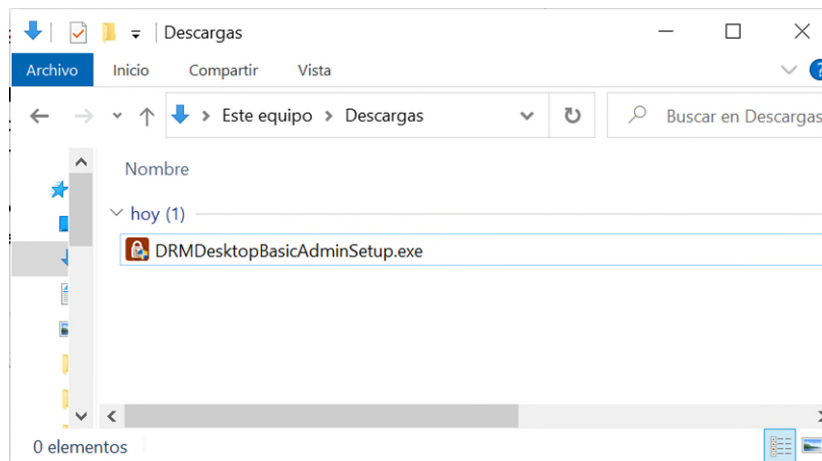 Descargas
Archivo Inicio Compartir Vista
Este equipo Descargas Buscar en Descargas
Nombre
hoy (1)
DRMDesktopBasicAdminSetup.exe
0 elementos